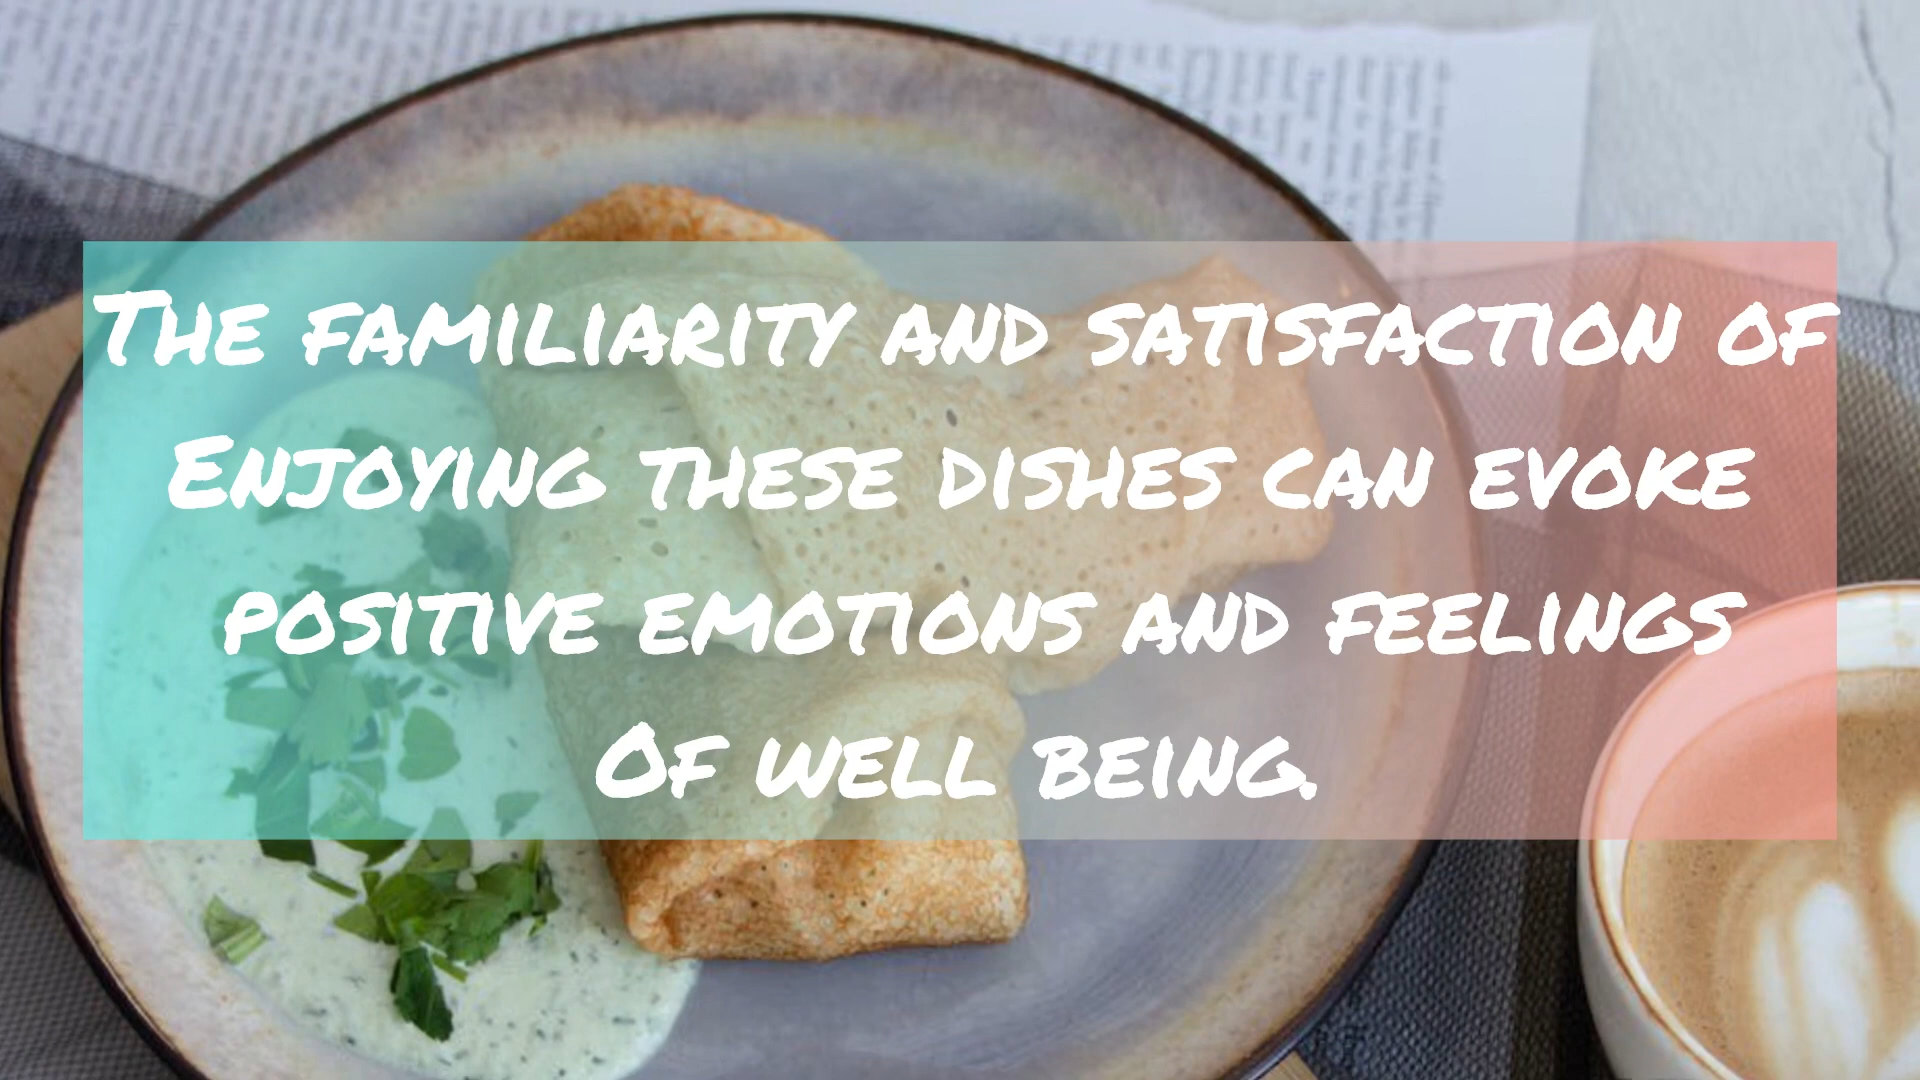 The familiarity and satisfaction of
Enjoying these dishes can evoke
positive emotions and feelings
Of well being.